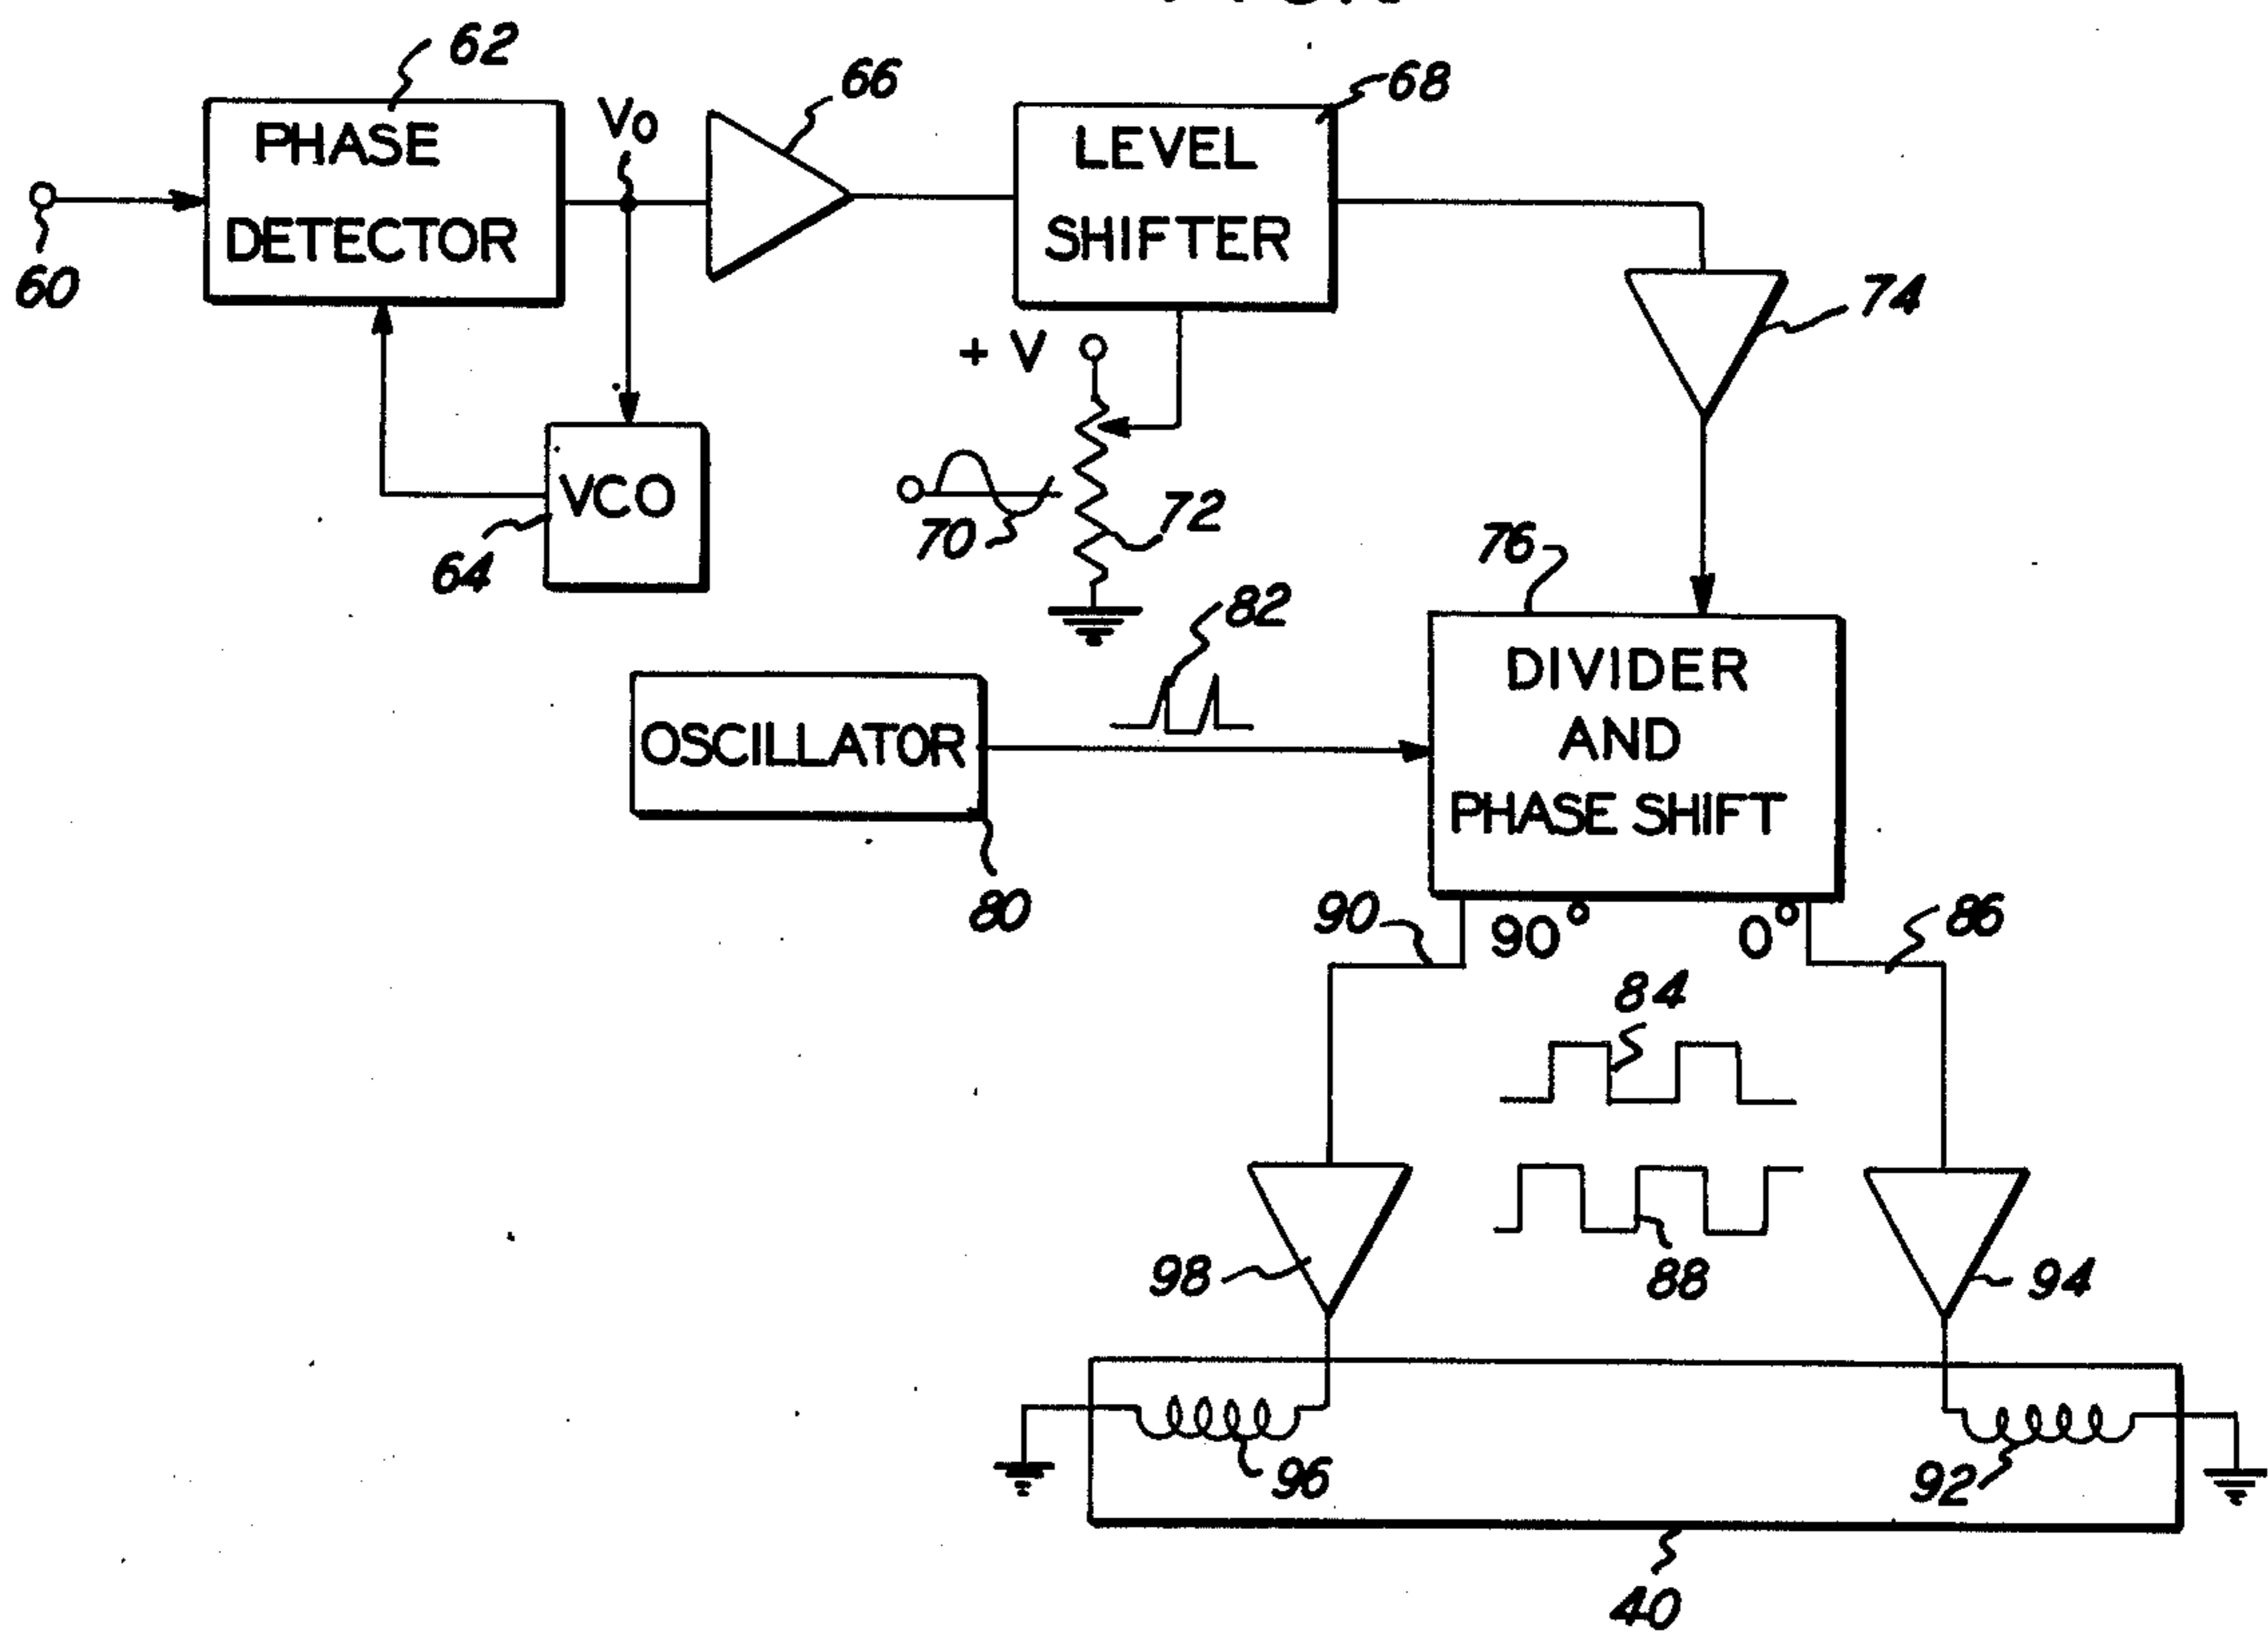 62
66
68
Vo
PHASE
DETECTOR
LEVEL
SHIFTER
60
74
+ V
VCO
64
70
72
76
82
DIVIDER
AND
PHASE SHIFT
OSCILLATOR
80
90
90°
0°
86
84
98
88
94
96
92
40